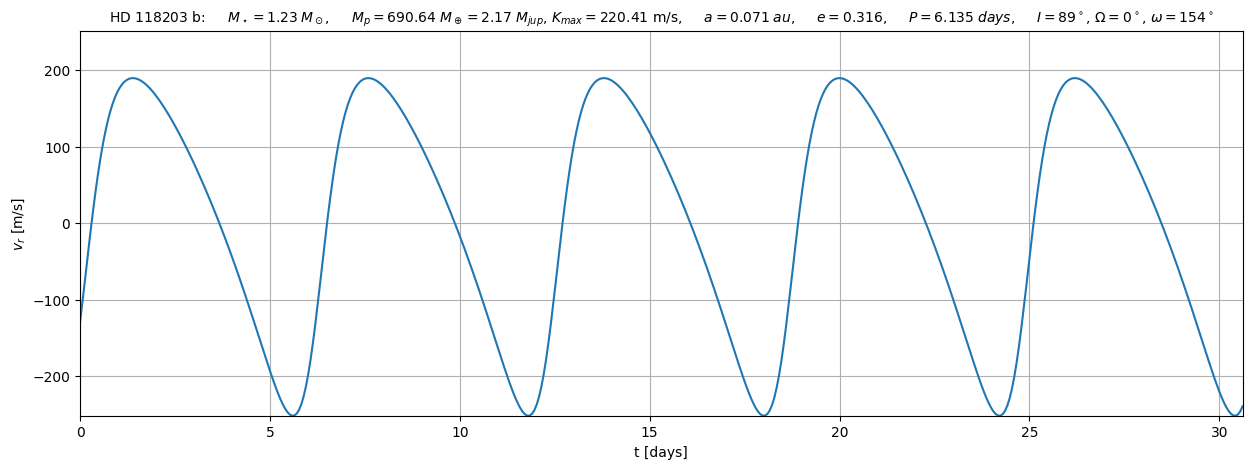 HD 118203 b: M⋆ = 1.23 M⊙, Mp = 690.64 M⊕ = 2.17 Mjup, Kmax = 220.41 m/s, a = 0.071 au, e = 0.316, P = 6.135 days, I = 89°, Ω = 0°, ω = 154°
200
100
0
−100
−200
vr [m/s]
0 5 10 15 20 25 30
t [days]